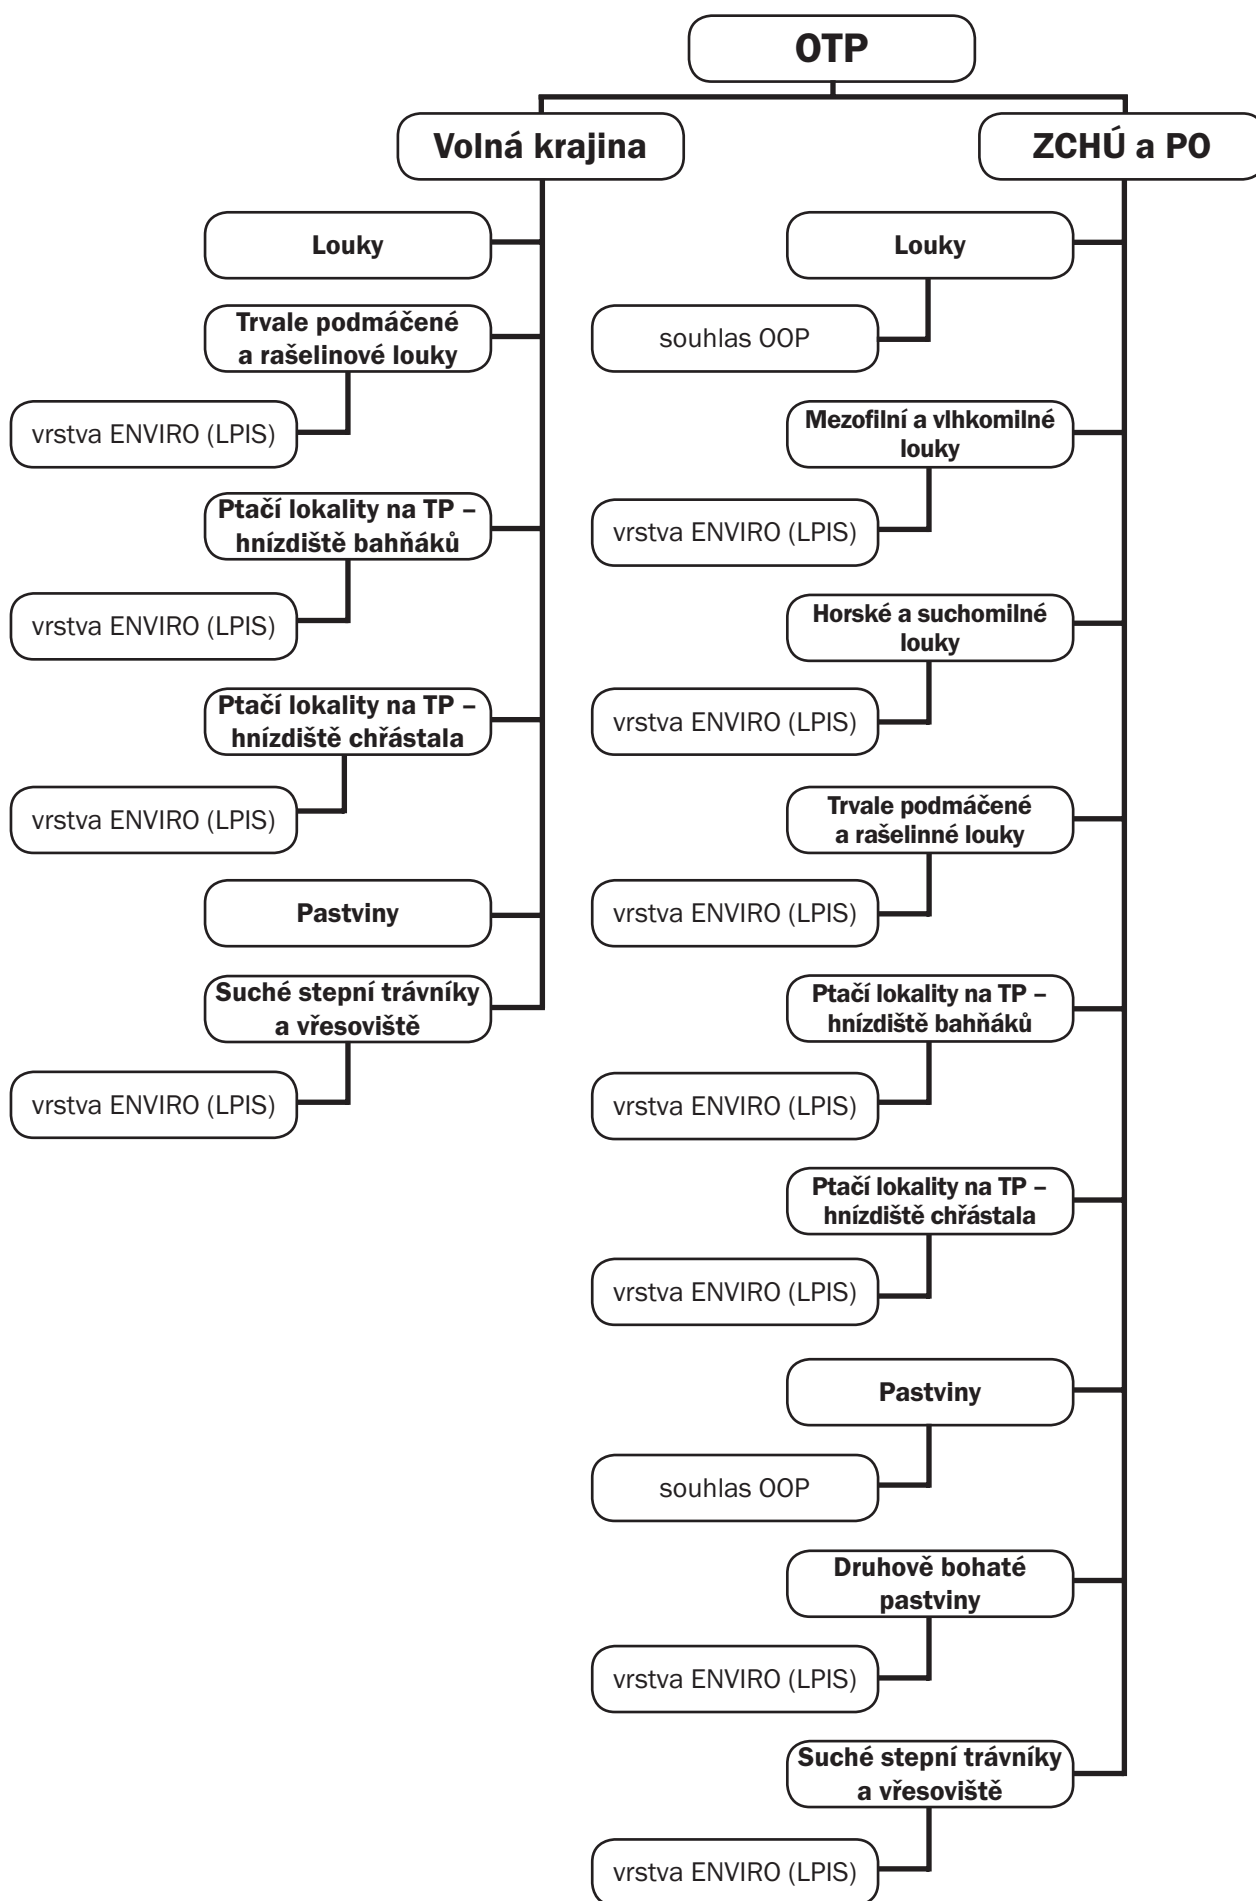 OTP
Volná krajina
Louky
Trvale podmáčené
a rašelinové louky
vrstva ENVIRO (LPIS)
Ptačí lokality na TP –
hnízdiště bahňáků
vrstva ENVIRO (LPIS)
Ptačí lokality na TP –
hnízdiště chřástala
vrstva ENVIRO (LPIS)
Pastviny
Suché stepní trávníky
a vřesoviště
vrstva ENVIRO (LPIS)
ZCHÚ a PO
Louky
souhlas OOP
Mezofilní a vlhkomilné
louky
vrstva ENVIRO (LPIS)
Horské a suchomilné
louky
vrstva ENVIRO (LPIS)
Trvale podmáčené
a rašelinné louky
vrstva ENVIRO (LPIS)
Ptačí lokality na TP –
hnízdiště bahňáků
vrstva ENVIRO (LPIS)
Ptačí lokality na TP –
hnízdiště chřástala
vrstva ENVIRO (LPIS)
Pastviny
souhlas OOP
Druhově bohaté
pastviny
vrstva ENVIRO (LPIS)
Suché stepní trávníky
a vřesoviště
vrstva ENVIRO (LPIS)